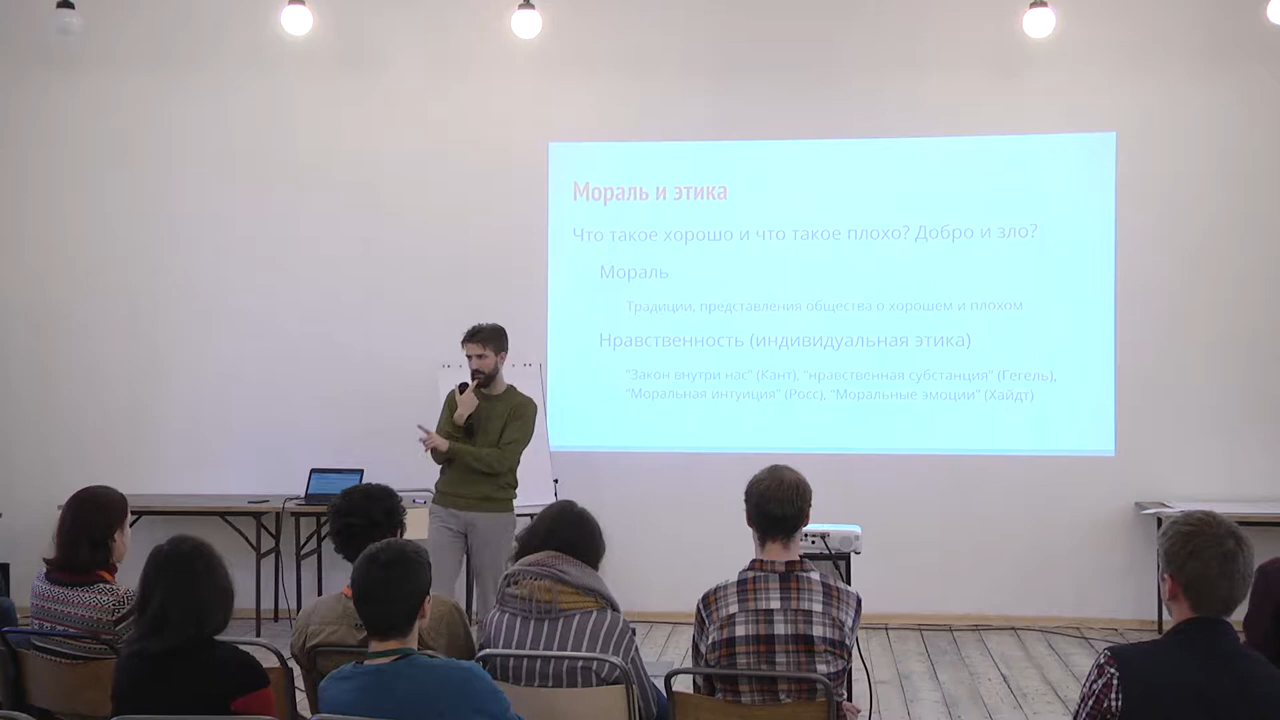 Мораль и этика
Что такое хорошо и что такое плохо? Добро и зло?
Мораль
Традиции, представления общества о хорошем и плохом
Нравственность (индивидуальная этика)
"Закон внутри нас" (Кант), "нравственная субстанция" (Гегель),
"Моральная интуиция" (Росс), "Моральные эмоции" (Хайдт)